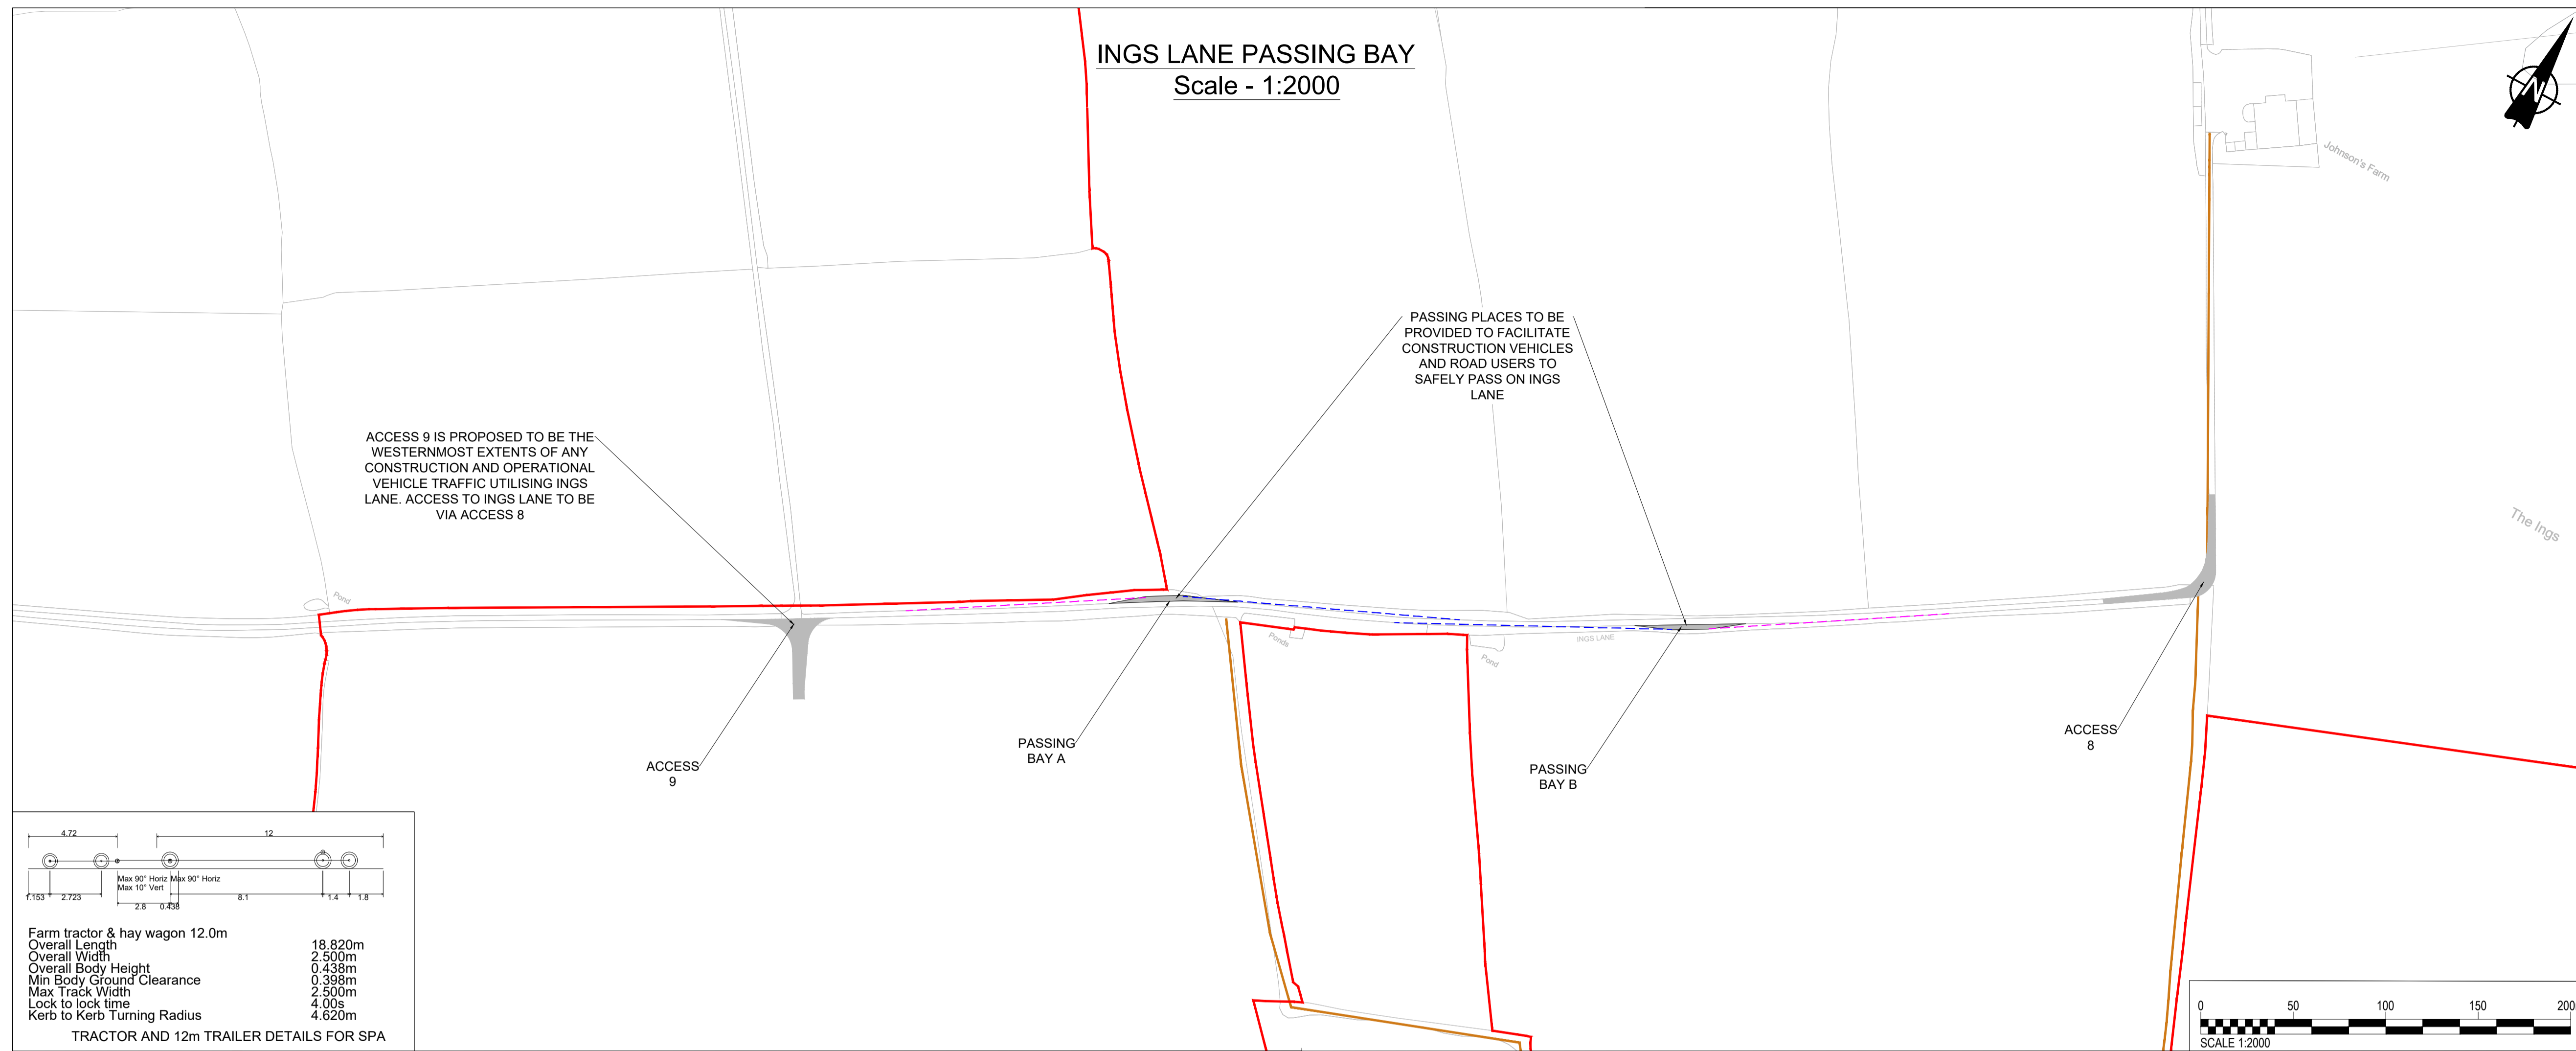 INGS LANE PASSING BAY
Scale - 1:2000
N
Johnson's Farm
PASSING PLACES TO BE
PROVIDED TO FACILITATE
CONSTRUCTION VEHICLES
AND ROAD USERS TO
SAFELY PASS ON INGS
LANE
ACCESS 9 IS PROPOSED TO BE THE
WESTERNMOST EXTENTS OF ANY
CONSTRUCTION AND OPERATIONAL
VEHICLE TRAFFIC UTILISING INGS
LANE. ACCESS TO INGS LANE TO BE
VIA ACCESS 8
The Ings
Pond
Ponds
INGS LANE
Pond
ACCESS
9
PASSING
BAY A
PASSING
BAY B
ACCESS
8
4.72
12
Max 90° Horiz Max 90° Horiz
Max 10° Vert
1.153
2.723
8.1
1.4
1.8
2.8
0.438
Farm tractor & hay wagon 12.0m
Overall Length 18.820m
Overall Width 2.500m
Overall Body Height 0.438m
Min Body Ground Clearance 0.398m
Max Track Width 2.500m
Lock to lock time 4.00s
Kerb to Kerb Turning Radius 4.620m
TRACTOR AND 12m TRAILER DETAILS FOR SPA
0 50 100 150 200
SCALE 1:2000